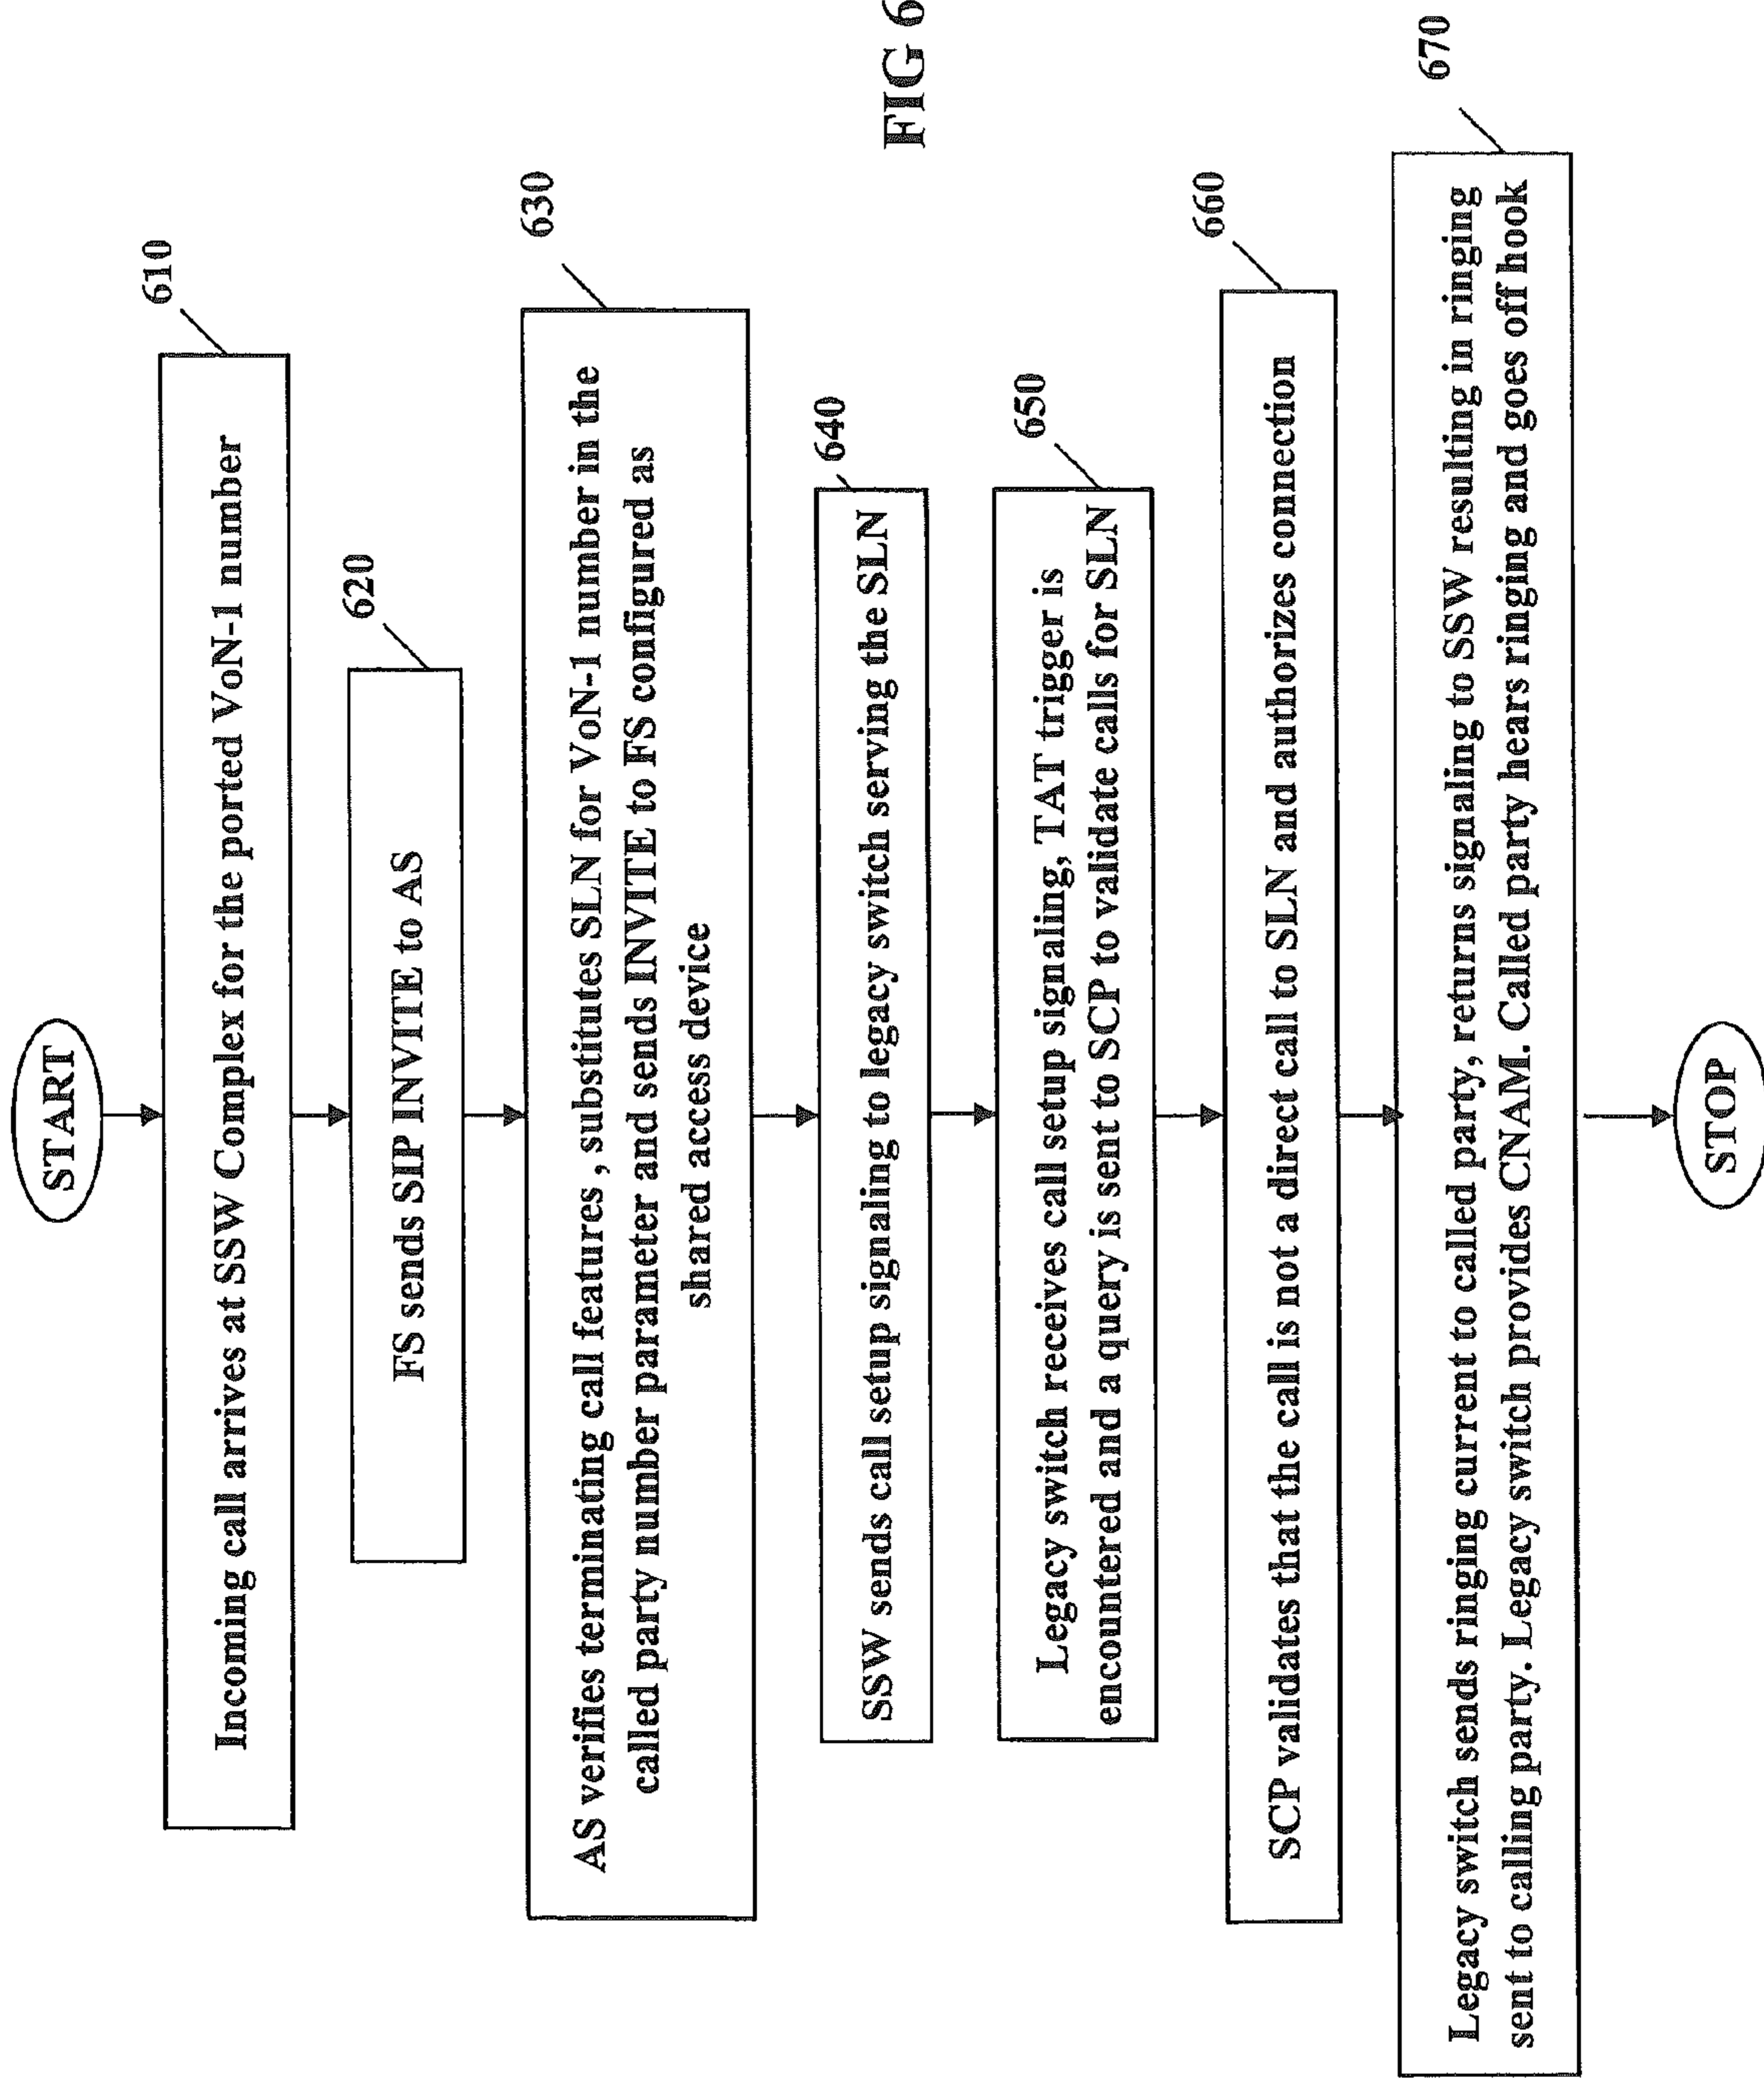 START
610
Incoming call arrives at SSW Complex for the ported VoN-1 number
620
FS sends SIP INVITE to AS
630
AS verifies terminating call features , substitutes SLN for VoN-1 number in the
called party number parameter and sends INVITE to FS configured as
shared access device
640
SSW sends call setup signaling to legacy switch serving the SLN
650
Legacy switch receives call setup signaling, TAT trigger is
encountered and a query is sent to SCP to validate calls for SLN
660
SCP validates that the call is not a direct call to SLN and authorizes connection
670
Legacy switch sends ringing current to called party, returns signaling to SSW resulting in ringing
sent to calling party. Legacy switch provides CNAM. Called party hears ringing and goes off hook
STOP
FIG 6